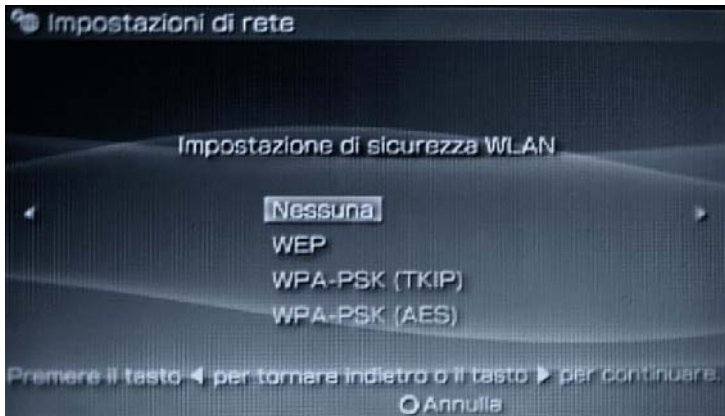 Impostazioni di rete
Impostazione di sicurezza WLAN
Nessuna
WEP
WPA-PSK (TKIP)
WPA-PSK (AES)
Premere il tasto ◀ per tornare indietro o il tasto ▶ per continuare.
Annulla